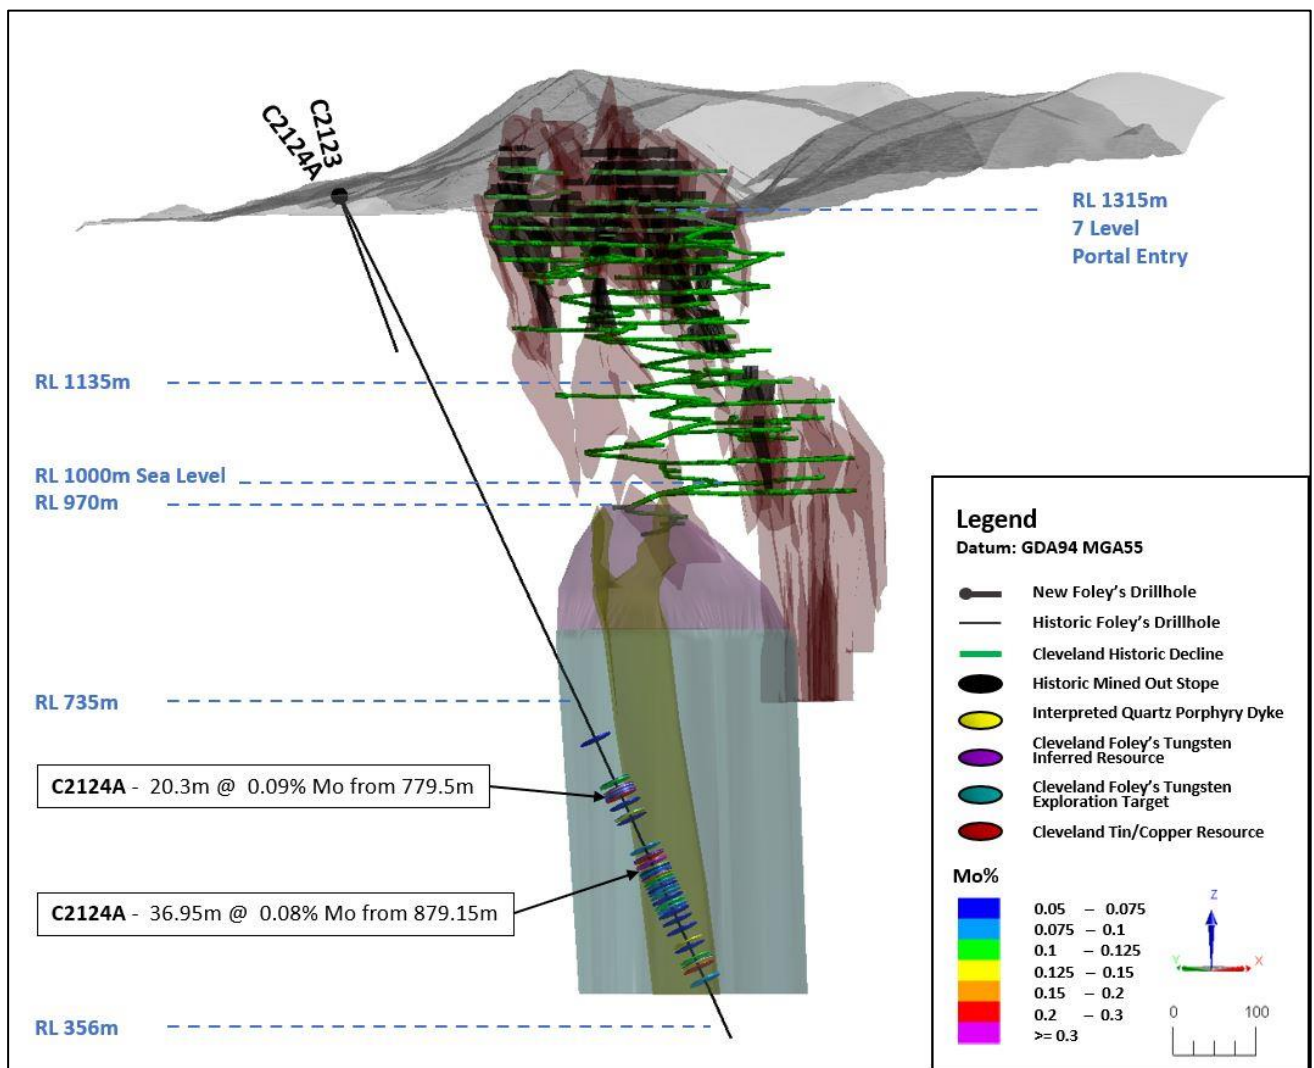 C2123
C2124A
RL 1315m
7 Level
Portal Entry
RL 1135m
RL 1000m Sea Level
RL 970m
RL 735m
C2124A - 20.3m @ 0.09% Mo from 779.5m
C2124A - 36.95m @ 0.08% Mo from 879.15m
RL 356m
Legend
Datum: GDA94 MGA55
New Foley's Drillhole
Historic Foley's Drillhole
Cleveland Historic Decline
Historic Mined Out Stope
Interpreted Quartz Porphyry Dyke
Cleveland Foley's Tungsten
Inferred Resource
Cleveland Foley's Tungsten
Exploration Target
Cleveland Tin/Copper Resource
Mo%
0.05 – 0.075
0.075 – 0.1
0.1 – 0.125
0.125 – 0.15
0.15 – 0.2
0.2 – 0.3
>= 0.3
Z
Y X
0 100